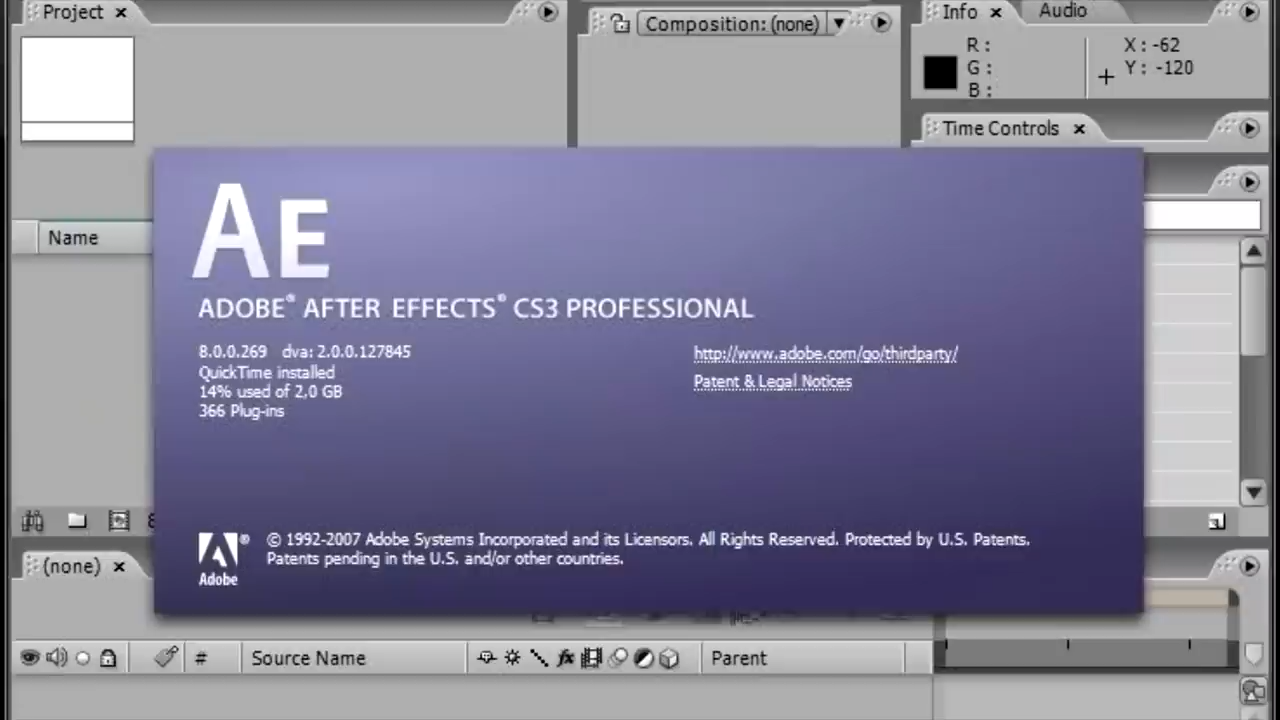 Project
Composition: (none)
Info
Audio
R :
G :
B :
X : -62
Y : -120
Time Controls
Name
AE
ADOBE® AFTER EFFECTS® CS3 PROFESSIONAL
8.0.0.269 dva: 2.0.0.127845
QuickTime installed
14% used of 2,0 GB
366 Plug-ins
http://www.adobe.com/go/thirdparty/
Patent & Legal Notices
© 1992-2007 Adobe Systems Incorporated and its Licensors. All Rights Reserved. Protected by U.S. Patents.
Patents pending in the U.S. and/or other countries.
Adobe
(none)
#
Source Name
Parent